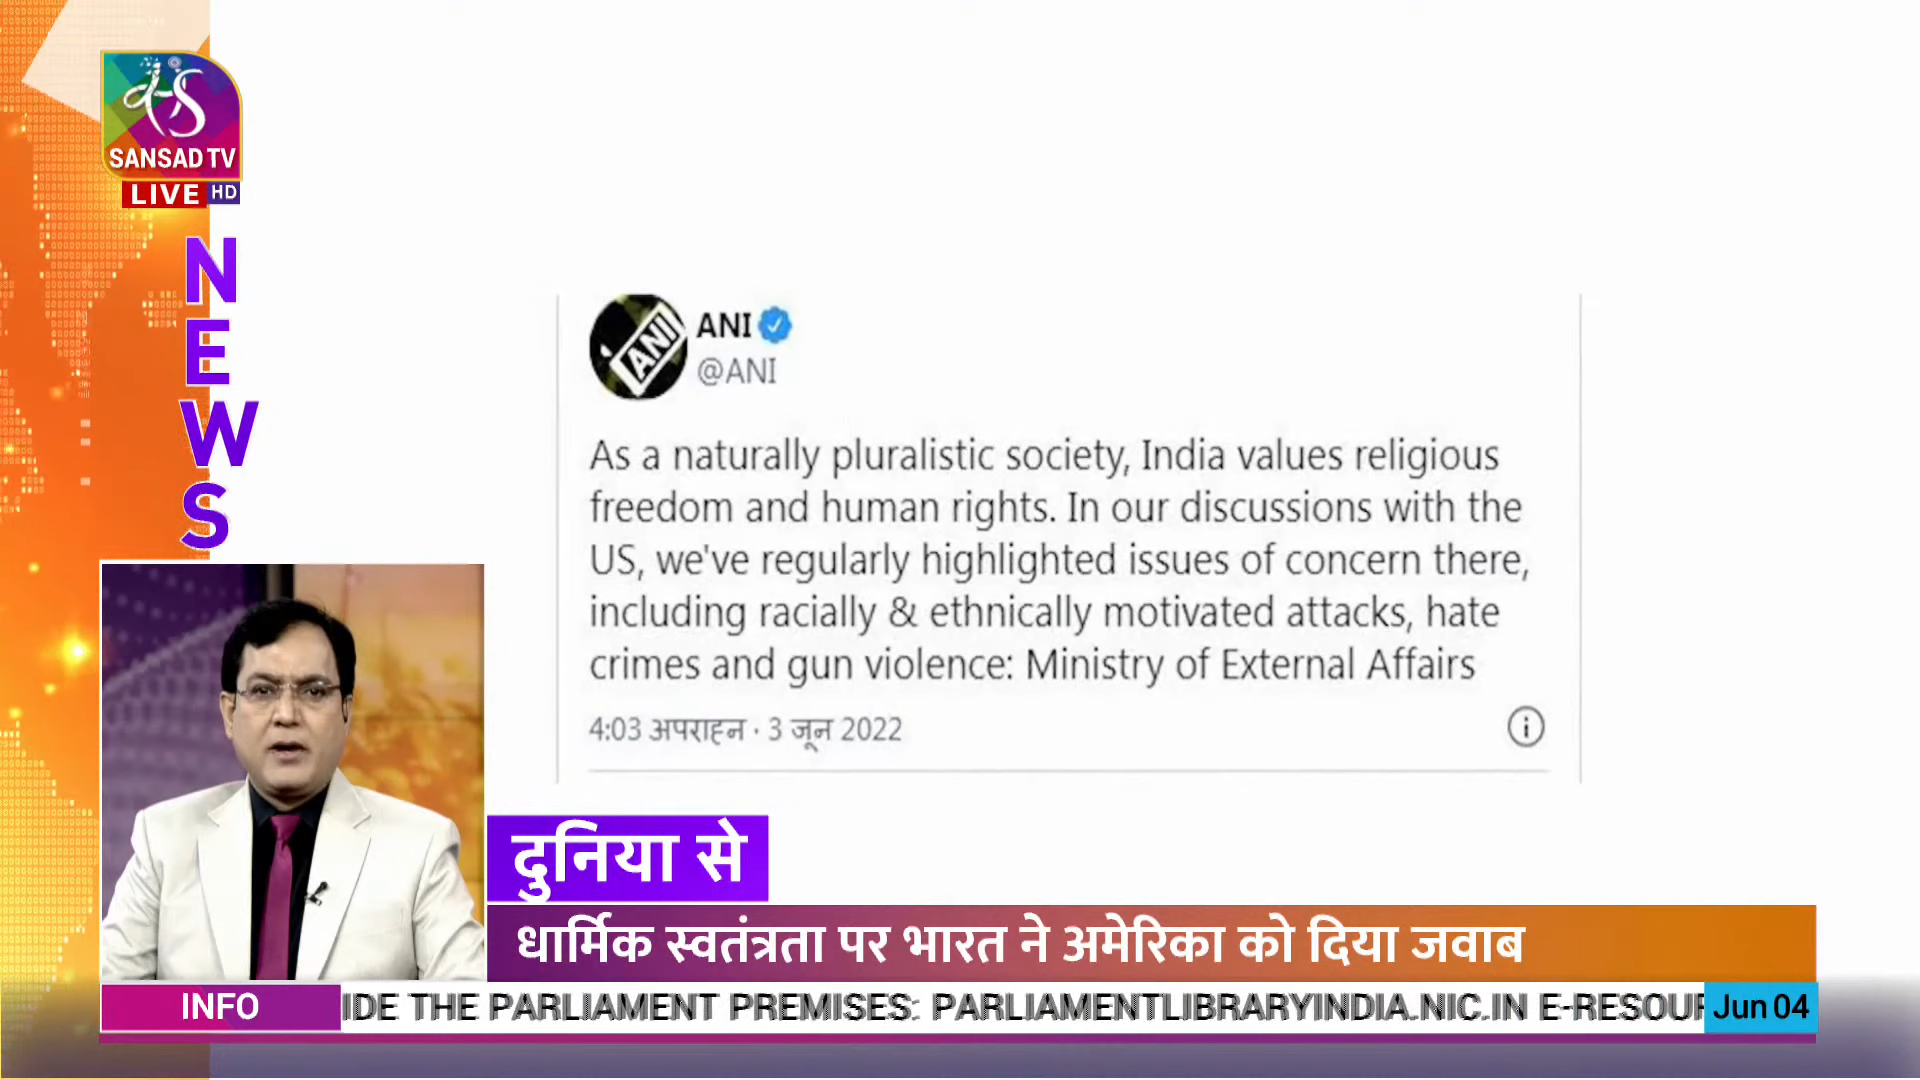 SANSAD TV
LIVE HD
NEWS
ANI
ANI
@ANI
As a naturally pluralistic society, India values religious
freedom and human rights. In our discussions with the
US, we've regularly highlighted issues of concern there,
including racially & ethnically motivated attacks, hate
crimes and gun violence: Ministry of External Affairs
4:03 अपराह्न · 3 जून 2022
दुनिया से
धार्मिक स्वतंत्रता पर भारत ने अमेरिका को दिया जवाब
INFO IDE THE PARLIAMENT PREMISES: PARLIAMENTLIBRARYINDIA.NIC.IN E-RESOUR Jun 04